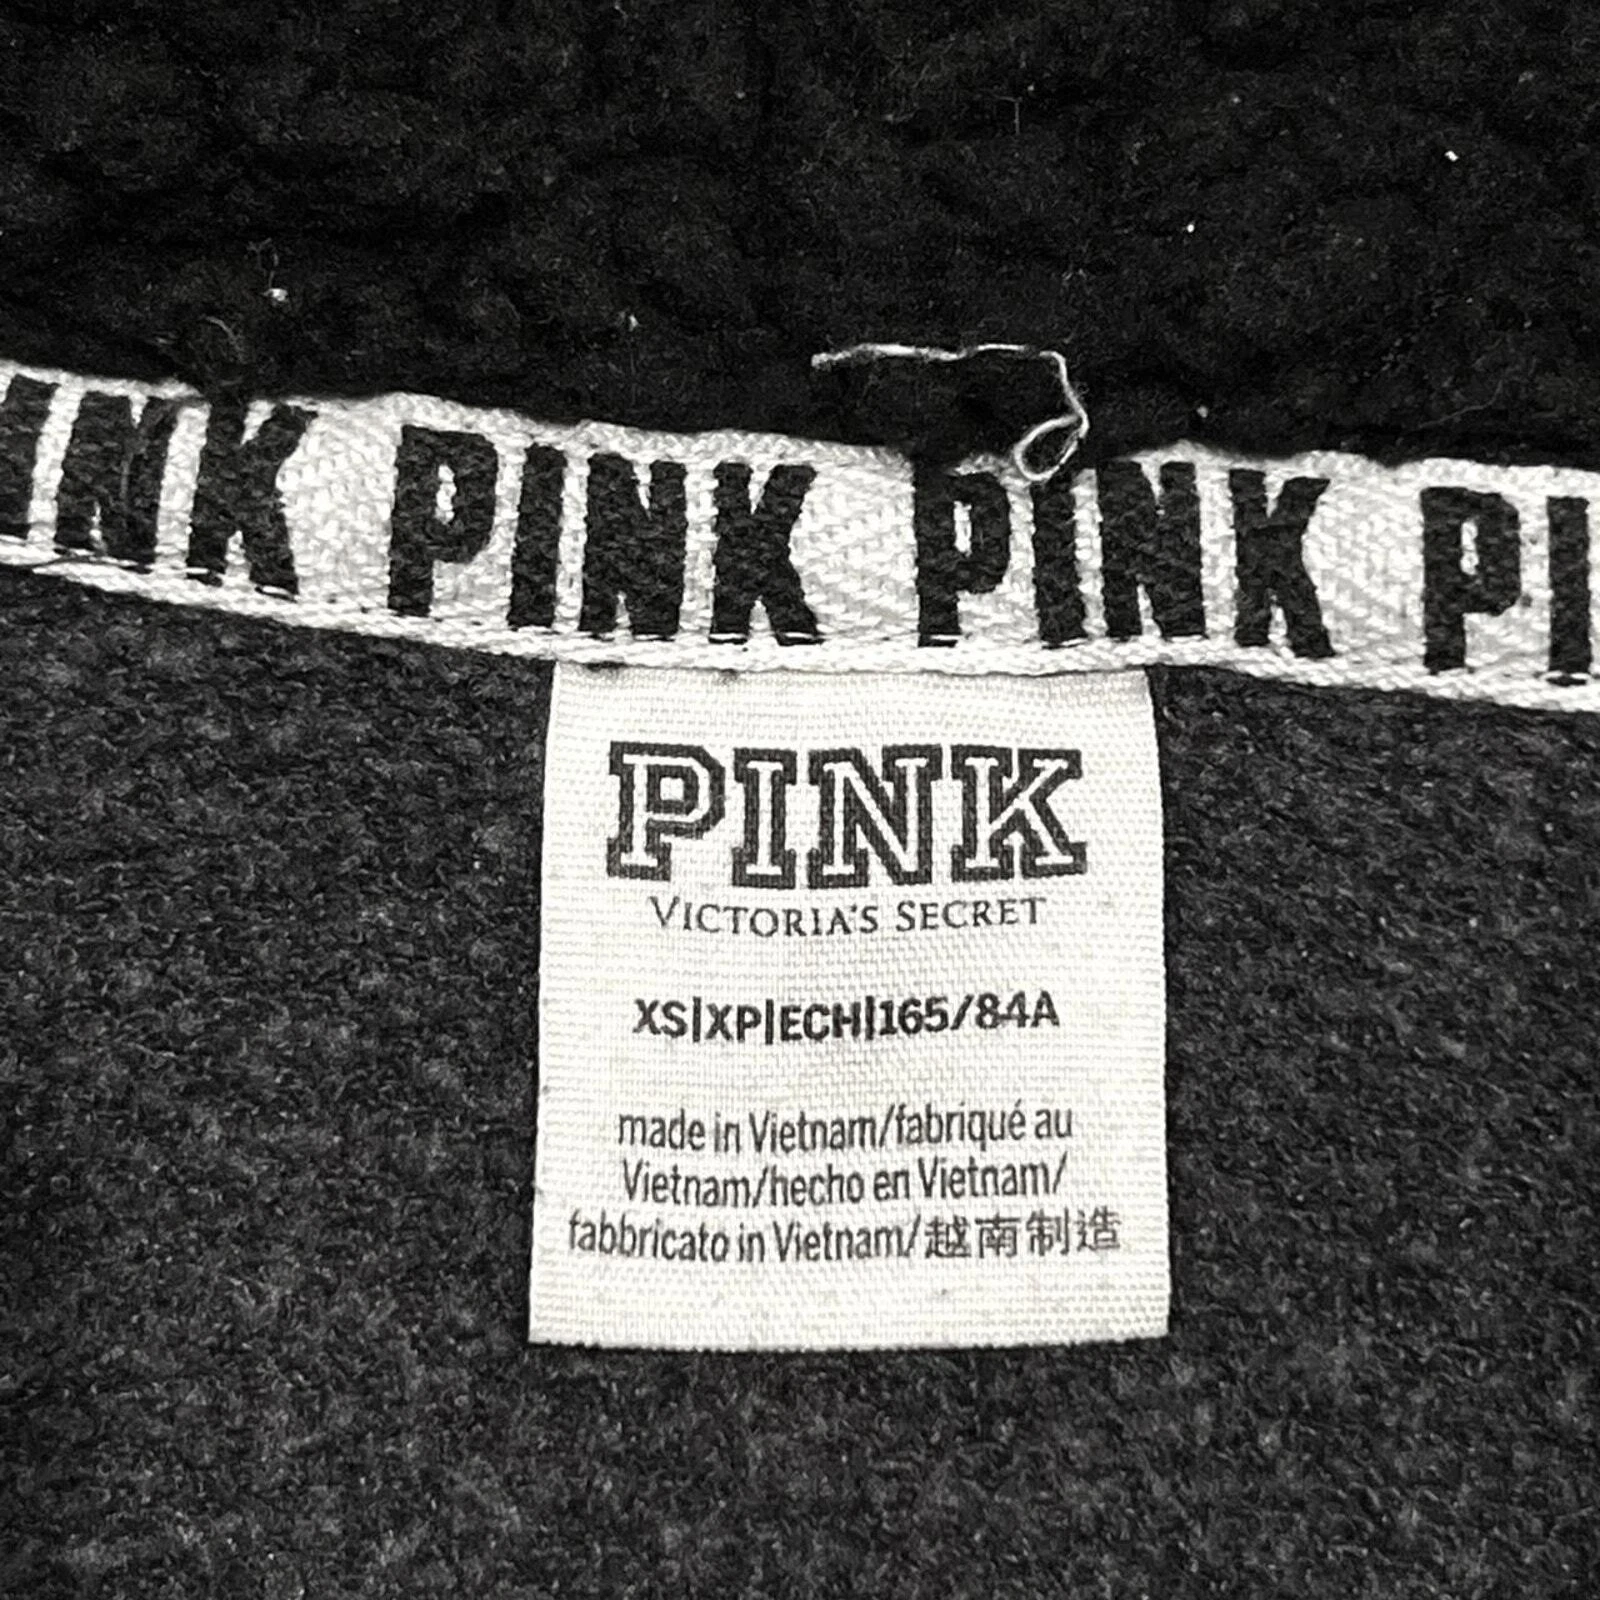 INK PINK PINK PI
PINK
VICTORIA'S SECRET
XS|XP|ECH|165/84A
made in Vietnam/fabriqué au
Vietnam/hecho en Vietnam/
fabbricato in Vietnam/越南制造